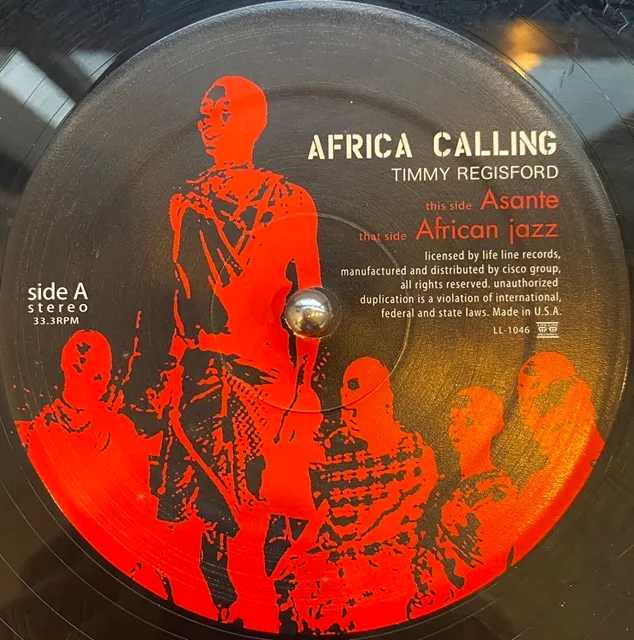 AFRICA CALLING
TIMMY REGISFORD
this side Asante
that side African jazz
licensed by life line records,
manufactured and distributed by cisco group,
all rights reserved. unauthorized
duplication is a violation of international,
federal and state laws. Made in U.S.A.
LL-1046
side A
stereo
33.3RPM